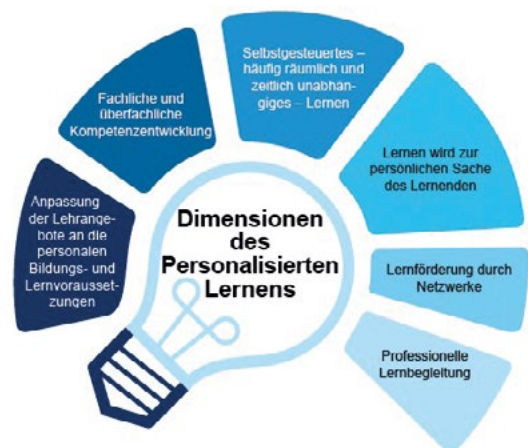 Dimensionen
des
Personalisierten
Lernens
Anpassung
der Lehrange-
bote an die
personalen
Bildungs- und
Lernvorausset-
zungen
Fachliche und
überfachliche
Kompetenzentwicklung
Selbstgesteuertes –
häufig räumlich und
zeitlich unabhän-
giges – Lernen
Lernen wird zur
persönlichen Sache
des Lernenden
Lernförderung durch
Netzwerke
Professionelle
Lernbegleitung